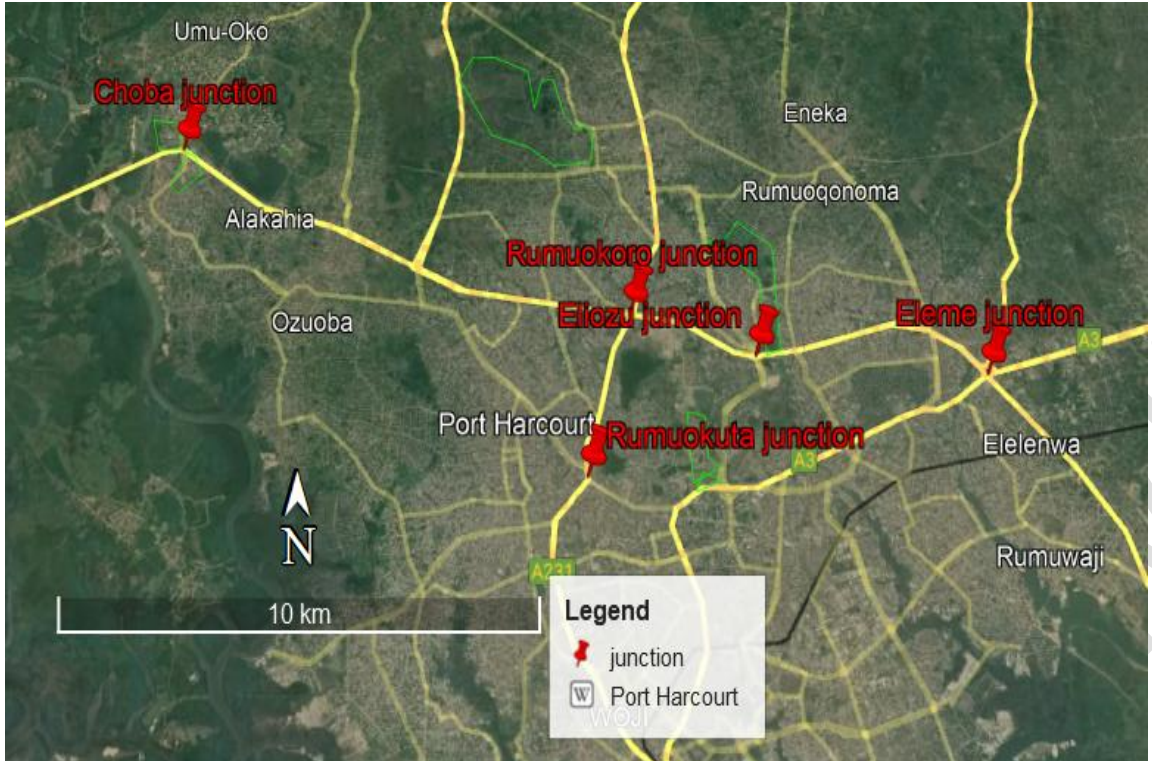 Umu-Oko
Choba junction
Eneka
Rumuoqonoma
Alakahia
Rumuokoro junction
Eliozu junction
Eleme junction
Ozuoba
A3
Port Harcourt
Rumuokuta junction
A3
Elelenwa
N
Rumuwaji
A231
10 km
Legend
junction
W Port Harcourt
WOJI